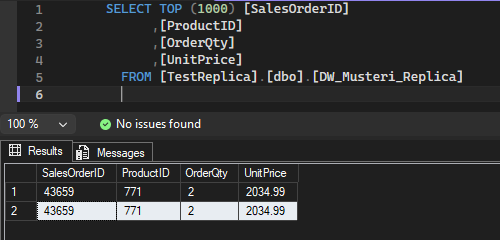 1 SELECT TOP (1000) [SalesOrderID]
2 ,[ProductID]
3 ,[OrderQty]
4 ,[UnitPrice]
5 FROM [TestReplica].[dbo].[DW_Musteri_Replica]
6
100 % No issues found
Results Messages
SalesOrderID ProductID OrderQty UnitPrice
1 43659 771 2 2034.99
2 43659 771 2 2034.99